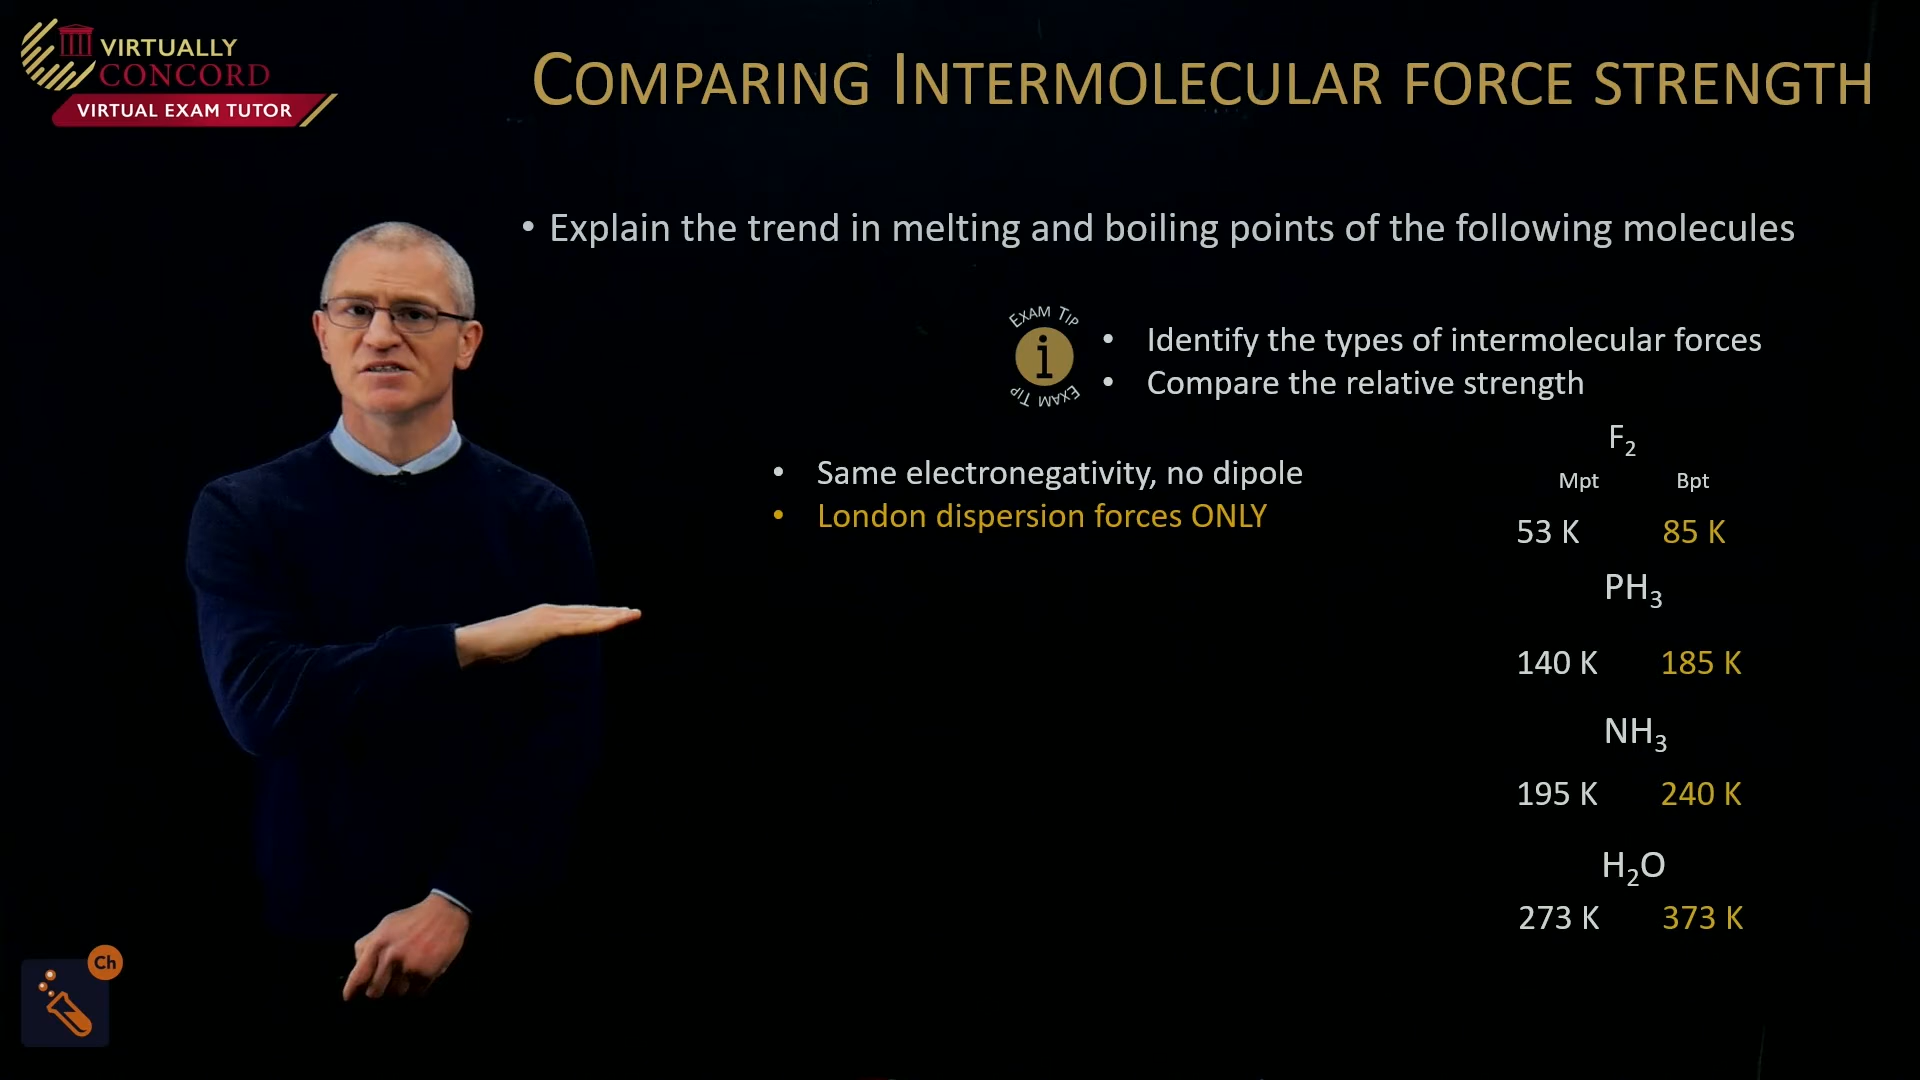 VIRTUALLY
CONCORD
VIRTUAL EXAM TUTOR
COMPARING INTERMOLECULAR FORCE STRENGTH
• Explain the trend in melting and boiling points of the following molecules
EXAM TIP
i
EXAM TIP
• Identify the types of intermolecular forces
• Compare the relative strength
• Same electronegativity, no dipole
• London dispersion forces ONLY
F₂
Mpt Bpt
53 K 85 K
PH₃
140 K 185 K
NH₃
195 K 240 K
H₂O
273 K 373 K
Ch